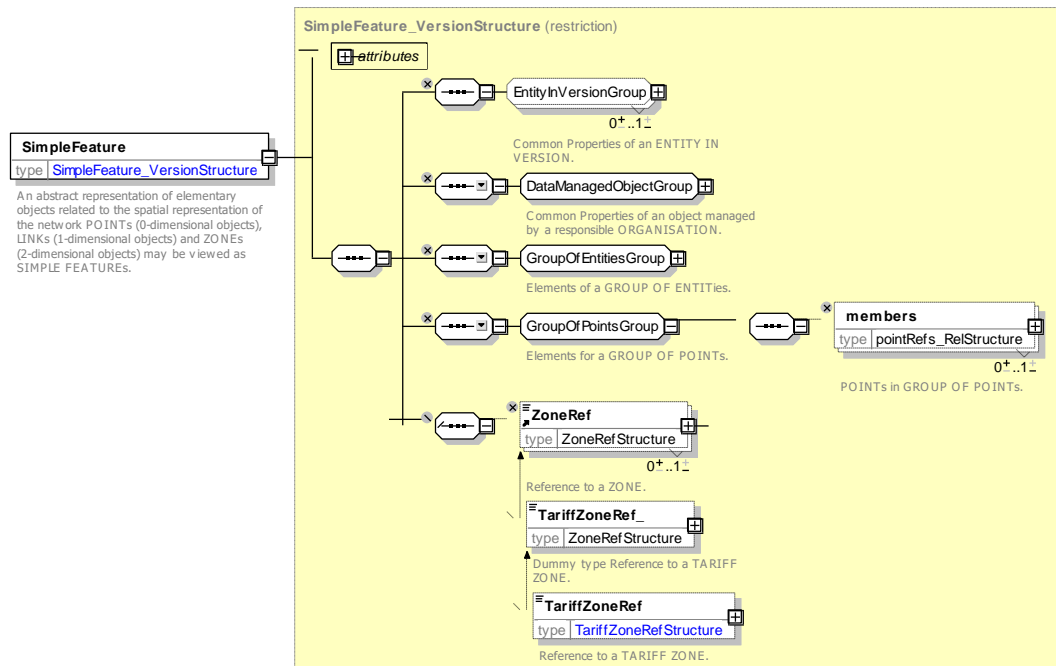 SimpleFeature_VersionStructure (restriction)
attributes
EntityInVersionGroup
0..1
Common Properties of an ENTITY IN
VERSION.
SimpleFeature
type SimpleFeature_VersionStructure
An abstract representation of elementary
objects related to the spatial representation of
the network POINTs (0-dimensional objects),
LINKs (1-dimensional objects) and ZONEs
(2-dimensional objects) may be viewed as
SIMPLE FEATUREs.
DataManagedObjectGroup
Common Properties of an object managed
by a responsible ORGANISATION.
GroupOfEntitiesGroup
Elements of a GROUP OF ENTITies.
GroupOfPointsGroup
Elements for a GROUP OF POINTs.
members
type pointRefs_RelStructure
0..1
POINTs in GROUP OF POINTs.
ZoneRef
type ZoneRefStructure
0..1
Reference to a ZONE.
TariffZoneRef_
type ZoneRefStructure
Dummy type Reference to a TARIFF
ZONE.
TariffZoneRef
type TariffZoneRefStructure
Reference to a TARIFF ZONE.